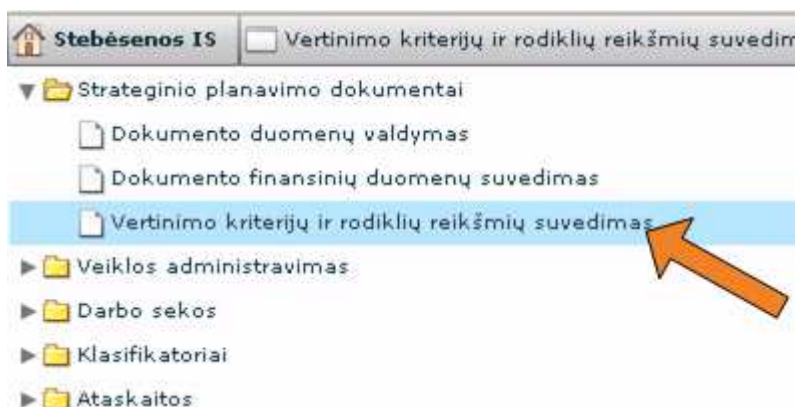 Stebėsenos IS Vertinimo kriterijų ir rodiklių reikšmių suvedim
Strateginio planavimo dokumentai
Dokumento duomenų valdymas
Dokumento finansinių duomenų suvedimas
Vertinimo kriterijų ir rodiklių reikšmių suvedimas
Veiklos administravimas
Darbo sekos
Klasifikatoriai
Ataskaitos